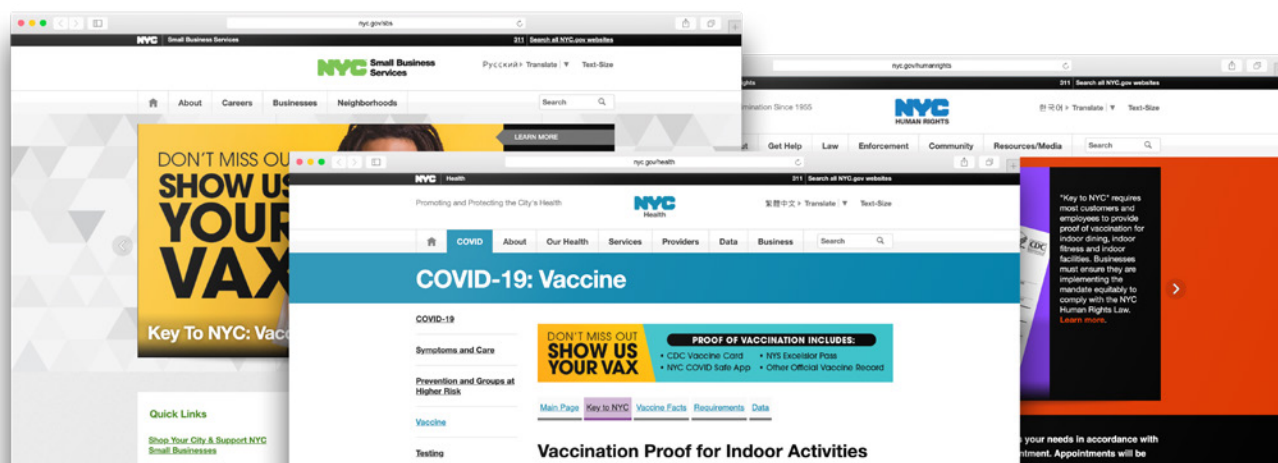 nyc.gov/sbs
NYC Small Business Services
311 Search all NYC.gov websites
NYC Small Business
Services
Русский ▸ Translate ▼ Text-Size
About Careers Businesses Neighborhoods
Search
LEARN MORE
DON'T MISS OU
SHOW US
YOUR
VAX
Key To NYC: Vacc
Quick Links
Shop Your City & Support NYC
Small Businesses
nyc.gov/health
NYC Health
311 Search all NYC.gov websites
Promoting and Protecting the City's Health
NYC
Health
繁體中文 ▸ Translate ▼ Text-Size
COVID About Our Health Services Providers Data Business
Search
COVID-19: Vaccine
COVID-19
Symptoms and Care
Prevention and Groups at
Higher Risk
Vaccine
Testing
DON'T MISS OUT
SHOW US
YOUR VAX
PROOF OF VACCINATION INCLUDES:
• CDC Vaccine Card • NYS Excelsior Pass
• NYC COVID Safe App • Other Official Vaccine Record
Main Page Key to NYC Vaccine Facts Requirements Data
Vaccination Proof for Indoor Activities
nyc.gov/humanrights
ights
311 Search all NYC.gov websites
mination Since 1955
NYC
HUMAN RIGHTS
한국어 ▸ Translate ▼ Text-Size
ut Get Help Law Enforcement Community Resources/Media
Search
CDC
"Key to NYC" requires
most customers and
employees to provide
proof of vaccination for
indoor dining, indoor
fitness and indoor
facilities. Businesses
must ensure they are
implementing the
mandate equitably to
comply with the NYC
Human Rights Law.
Learn more.
s your needs in accordance with
ntment. Appointments will be